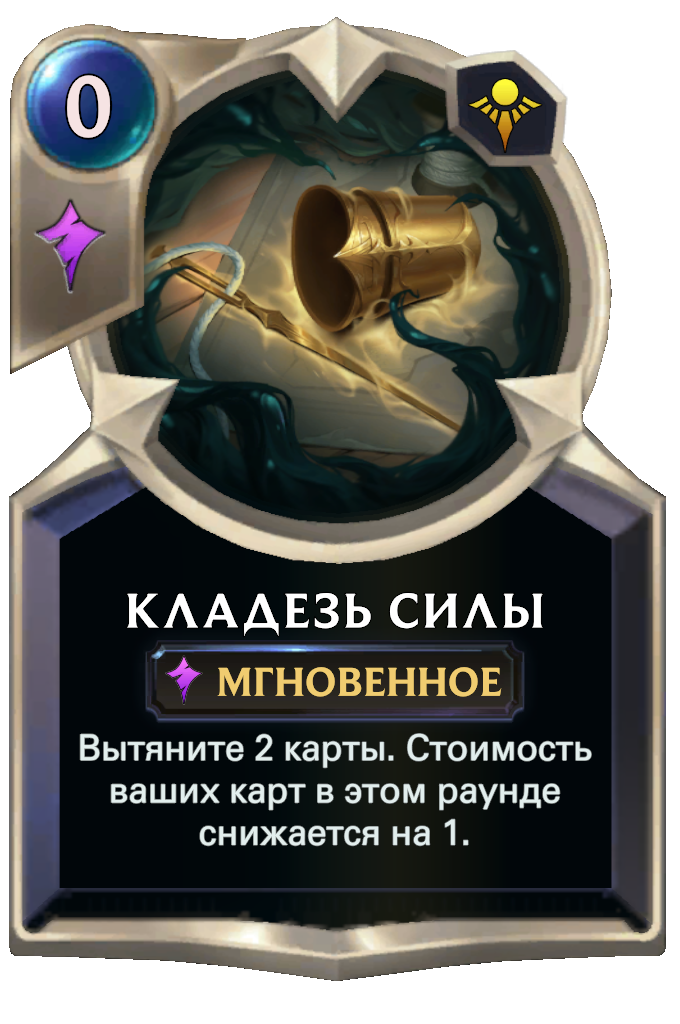 0
КЛАДЕЗЬ СИЛЫ
МГНОВЕННОЕ
Вытяните 2 карты. Стоимость
ваших карт в этом раунде
снижается на 1.